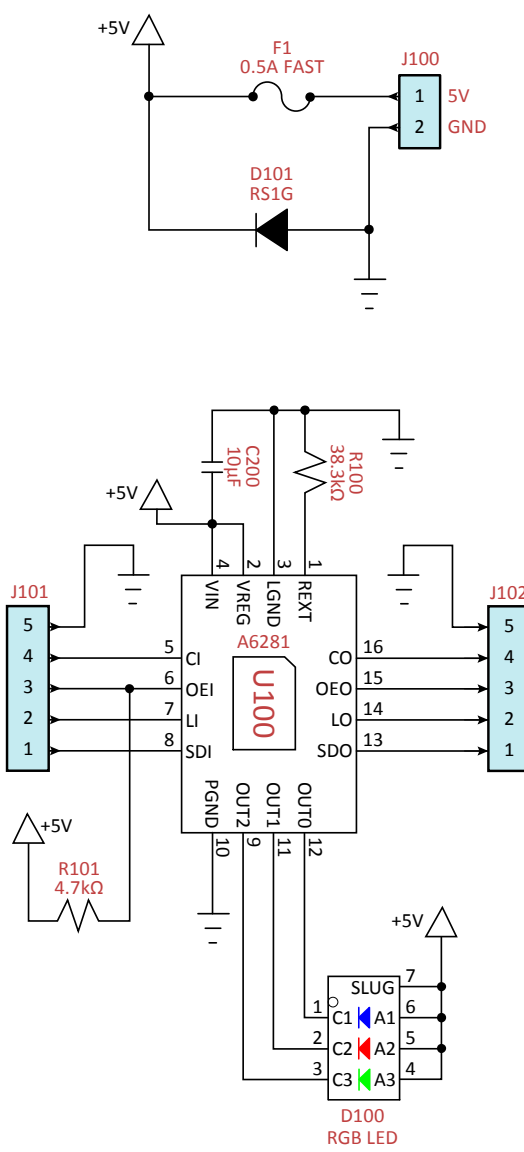 +5V
F1
0.5A FAST
J100
1 5V
2 GND
D101
RS1G
C200
10µF
R100
38.3kΩ
+5V
4 2 3 1
VIN VREG LGND REXT
J101
J102
A6281
U100
5
4
3
2
1
5 CI
6 OEI
7 LI
8 SDI
CO 16
OEO 15
LO 14
SDO 13
5
4
3
2
1
PGND OUT2 OUT1 OUT0
10 9 11 12
+5V
R101
4.7kΩ
+5V
SLUG 7
1 C1 A1 6
2 C2 A2 5
3 C3 A3 4
D100
RGB LED